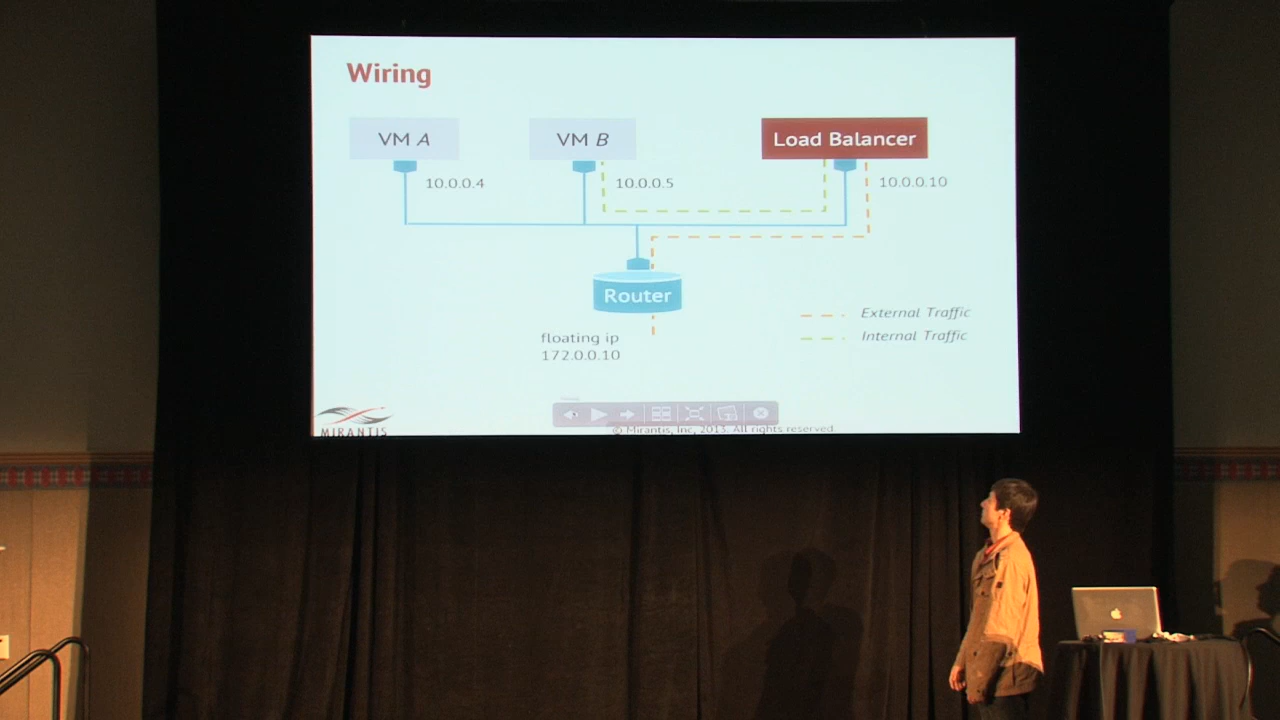 Wiring
VM A
VM B
Load Balancer
10.0.0.4
10.0.0.5
10.0.0.10
Router
External Traffic
floating ip
Internal Traffic
172.0.0.10
MIRANTIS
© Mirantis, Inc, 2013. All rights reserved.